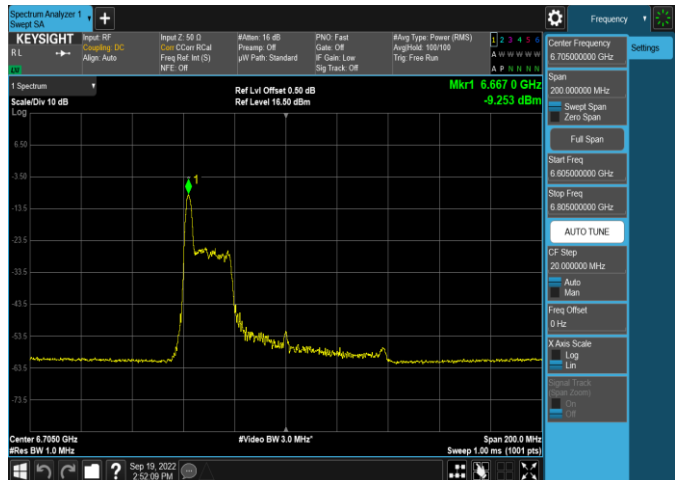 Spectrum Analyzer 1
Swept SA
Frequency
KEYSIGHT
RL
Input: RF
Coupling: DC
Align: Auto
Input Z: 50 Ω
Corr CCorr RCal
Freq Ref: Int (S)
NFE: Off
#Atten: 16 dB
Preamp: Off
µW Path: Standard
PNO: Fast
Gate: Off
IF Gain: Low
Sig Track: Off
#Avg Type: Power (RMS)
Avg|Hold: 100/100
Trig: Free Run
1 2 3 4 5 6
A W W W W W
A P N N N N
1 Spectrum
Scale/Div 10 dB
Log
Ref Lvl Offset 0.50 dB
Ref Level 16.50 dBm
Mkr1 6.667 0 GHz
-9.253 dBm
1
6.50
-3.50
-13.5
-23.5
-33.5
-43.5
-53.5
-63.5
-73.5
Center 6.7050 GHz
#Res BW 1.0 MHz
#Video BW 3.0 MHz*
Span 200.0 MHz
Sweep 1.00 ms (1001 pts)
Sep 19, 2022
2:52:09 PM
Center Frequency
6.705000000 GHz
Settings
Span
200.000000 MHz
Swept Span
Zero Span
Full Span
Start Freq
6.605000000 GHz
Stop Freq
6.805000000 GHz
AUTO TUNE
CF Step
20.000000 MHz
Auto
Man
Freq Offset
0 Hz
X Axis Scale
Log
Lin
Signal Track
(Span Zoom)
On
Off